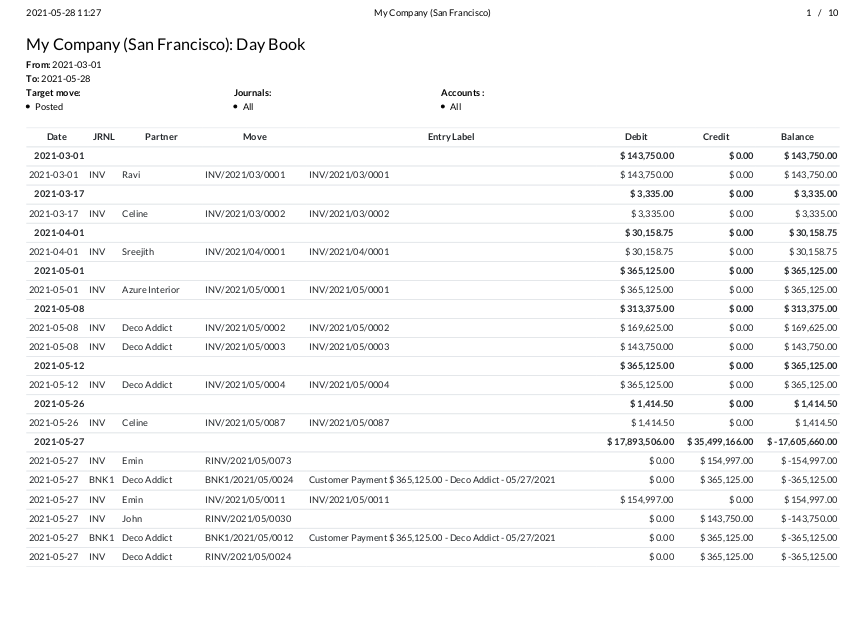 2021-05-28 11:27 My Company (San Francisco) 1 / 10
My Company (San Francisco): Day Book
From: 2021-03-01
To: 2021-05-28
Target move: Journals: Accounts :
• Posted • All • All
Date JRNL Partner Move Entry Label Debit Credit Balance
2021-03-01 $ 143,750.00 $ 0.00 $ 143,750.00
2021-03-01 INV Ravi INV/2021/03/0001 INV/2021/03/0001 $ 143,750.00 $ 0.00 $ 143,750.00
2021-03-17 $ 3,335.00 $ 0.00 $ 3,335.00
2021-03-17 INV Celine INV/2021/03/0002 INV/2021/03/0002 $ 3,335.00 $ 0.00 $ 3,335.00
2021-04-01 $ 30,158.75 $ 0.00 $ 30,158.75
2021-04-01 INV Sreejith INV/2021/04/0001 INV/2021/04/0001 $ 30,158.75 $ 0.00 $ 30,158.75
2021-05-01 $ 365,125.00 $ 0.00 $ 365,125.00
2021-05-01 INV Azure Interior INV/2021/05/0001 INV/2021/05/0001 $ 365,125.00 $ 0.00 $ 365,125.00
2021-05-08 $ 313,375.00 $ 0.00 $ 313,375.00
2021-05-08 INV Deco Addict INV/2021/05/0002 INV/2021/05/0002 $ 169,625.00 $ 0.00 $ 169,625.00
2021-05-08 INV Deco Addict INV/2021/05/0003 INV/2021/05/0003 $ 143,750.00 $ 0.00 $ 143,750.00
2021-05-12 $ 365,125.00 $ 0.00 $ 365,125.00
2021-05-12 INV Deco Addict INV/2021/05/0004 INV/2021/05/0004 $ 365,125.00 $ 0.00 $ 365,125.00
2021-05-26 $ 1,414.50 $ 0.00 $ 1,414.50
2021-05-26 INV Celine INV/2021/05/0087 INV/2021/05/0087 $ 1,414.50 $ 0.00 $ 1,414.50
2021-05-27 $ 17,893,506.00 $ 35,499,166.00 $ -17,605,660.00
2021-05-27 INV Emin RINV/2021/05/0073 $ 0.00 $ 154,997.00 $ -154,997.00
2021-05-27 BNK1 Deco Addict BNK1/2021/05/0024 Customer Payment $ 365,125.00 - Deco Addict - 05/27/2021 $ 0.00 $ 365,125.00 $ -365,125.00
2021-05-27 INV Emin INV/2021/05/0011 INV/2021/05/0011 $ 154,997.00 $ 0.00 $ 154,997.00
2021-05-27 INV John RINV/2021/05/0030 $ 0.00 $ 143,750.00 $ -143,750.00
2021-05-27 BNK1 Deco Addict BNK1/2021/05/0012 Customer Payment $ 365,125.00 - Deco Addict - 05/27/2021 $ 0.00 $ 365,125.00 $ -365,125.00
2021-05-27 INV Deco Addict RINV/2021/05/0024 $ 0.00 $ 365,125.00 $ -365,125.00